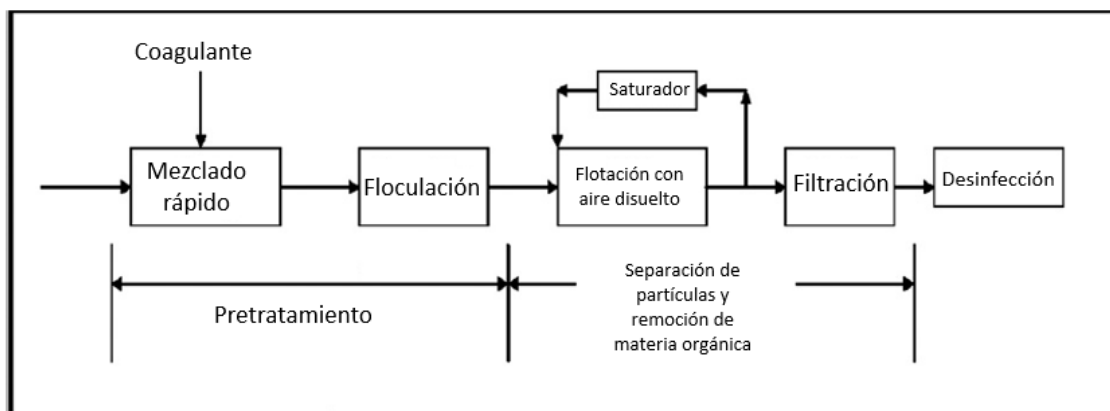 Coagulante
Saturador
Mezclado
rápido
Floculación
Flotación con
aire disuelto
Filtración
Desinfección
Pretratamiento
Separación de
partículas y
remoción de
materia orgánica